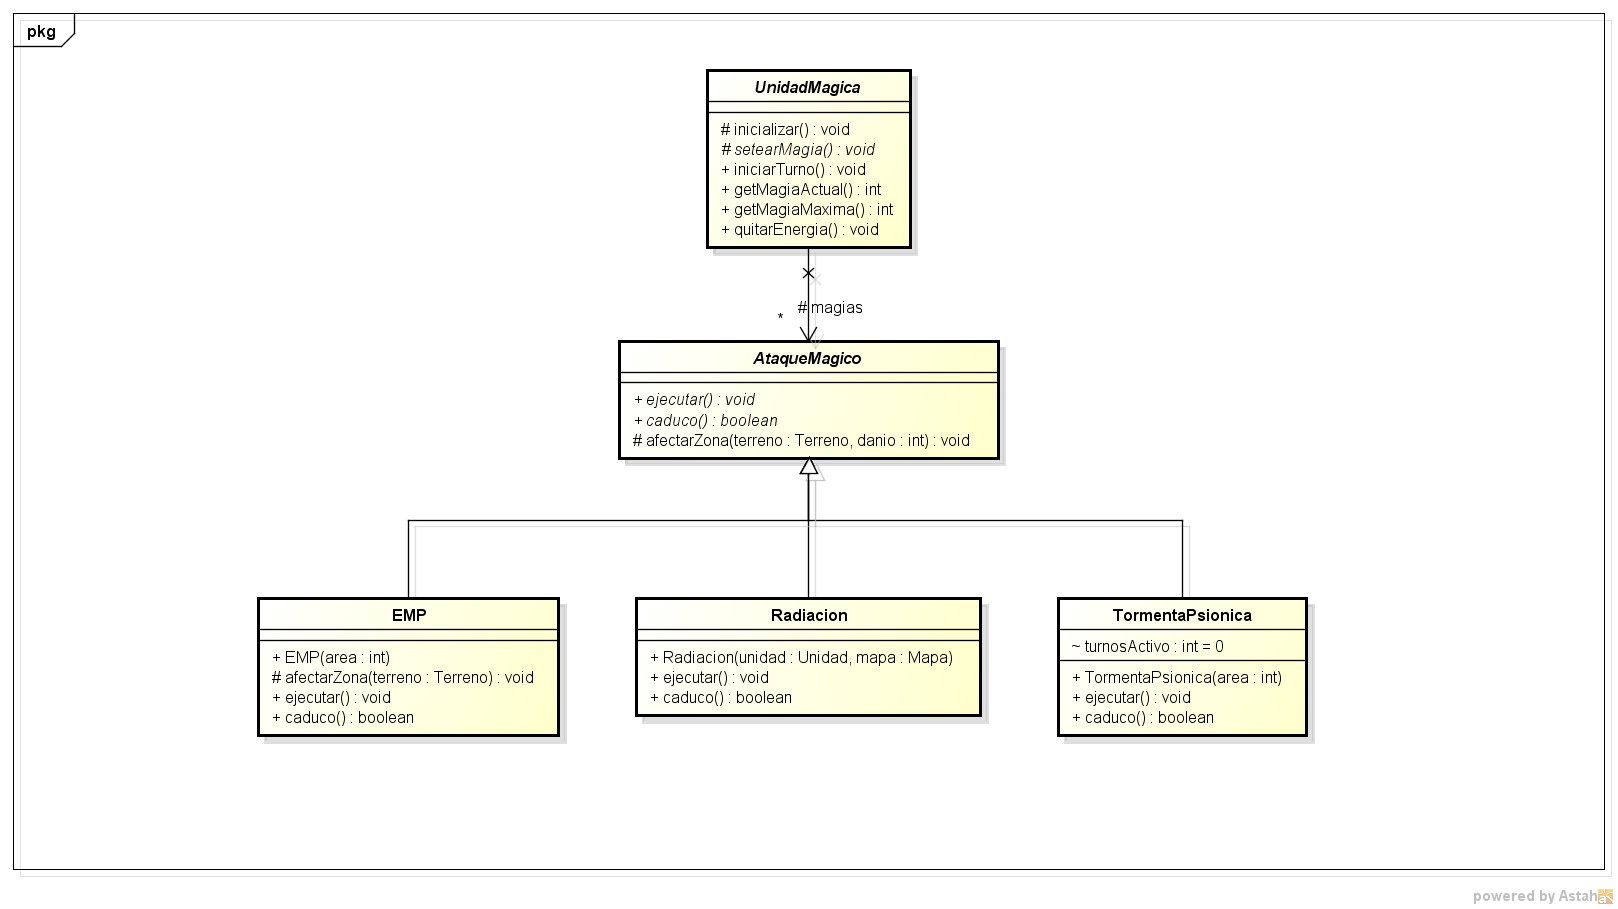 pkg
UnidadMagica
# inicializar() : void
# setearMagia() : void
+ iniciarTurno() : void
+ getMagiaActual() : int
+ getMagiaMaxima() : int
+ quitarEnergia() : void
# magias
*
AtaqueMagico
+ ejecutar() : void
+ caduco() : boolean
# afectarZona(terreno : Terreno, danio : int) : void
EMP
+ EMP(area : int)
# afectarZona(terreno : Terreno) : void
+ ejecutar() : void
+ caduco() : boolean
Radiacion
+ Radiacion(unidad : Unidad, mapa : Mapa)
+ ejecutar() : void
+ caduco() : boolean
TormentaPsionica
~ turnosActivo : int = 0
+ TormentaPsionica(area : int)
+ ejecutar() : void
+ caduco() : boolean
powered by Astah